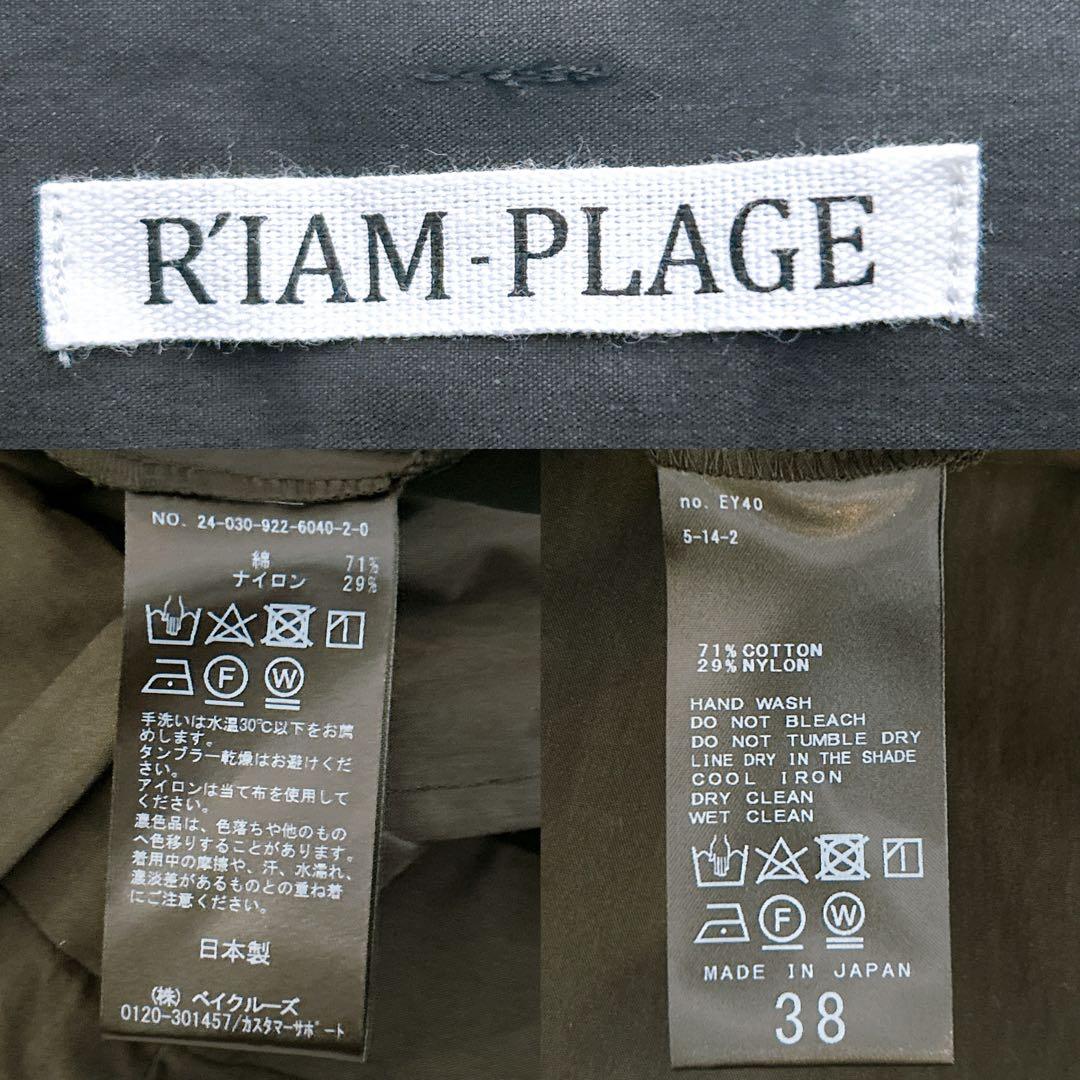 R'IAM-PLAGE
NO. 24-030-922-6040-2-0
綿 71%
ナイロン 29%
F W
手洗いは水温30℃以下をお薦
めします。
タンブラー乾燥はお避けくだ
さい。
アイロンは当て布を使用して
ください。
濃色品は、色落ちや他のもの
へ色移りすることがあります。
着用中の摩擦や、汗、水濡れ、
濃淡差があるものとの重ね着
にご注意ください。
日本製
(株) ベイクルーズ
0120-301457/カスタマーサポート
no. EY40
5-14-2
71% COTTON
29% NYLON
HAND WASH
DO NOT BLEACH
DO NOT TUMBLE DRY
LINE DRY IN THE SHADE
COOL IRON
DRY CLEAN
WET CLEAN
F W
MADE IN JAPAN
38